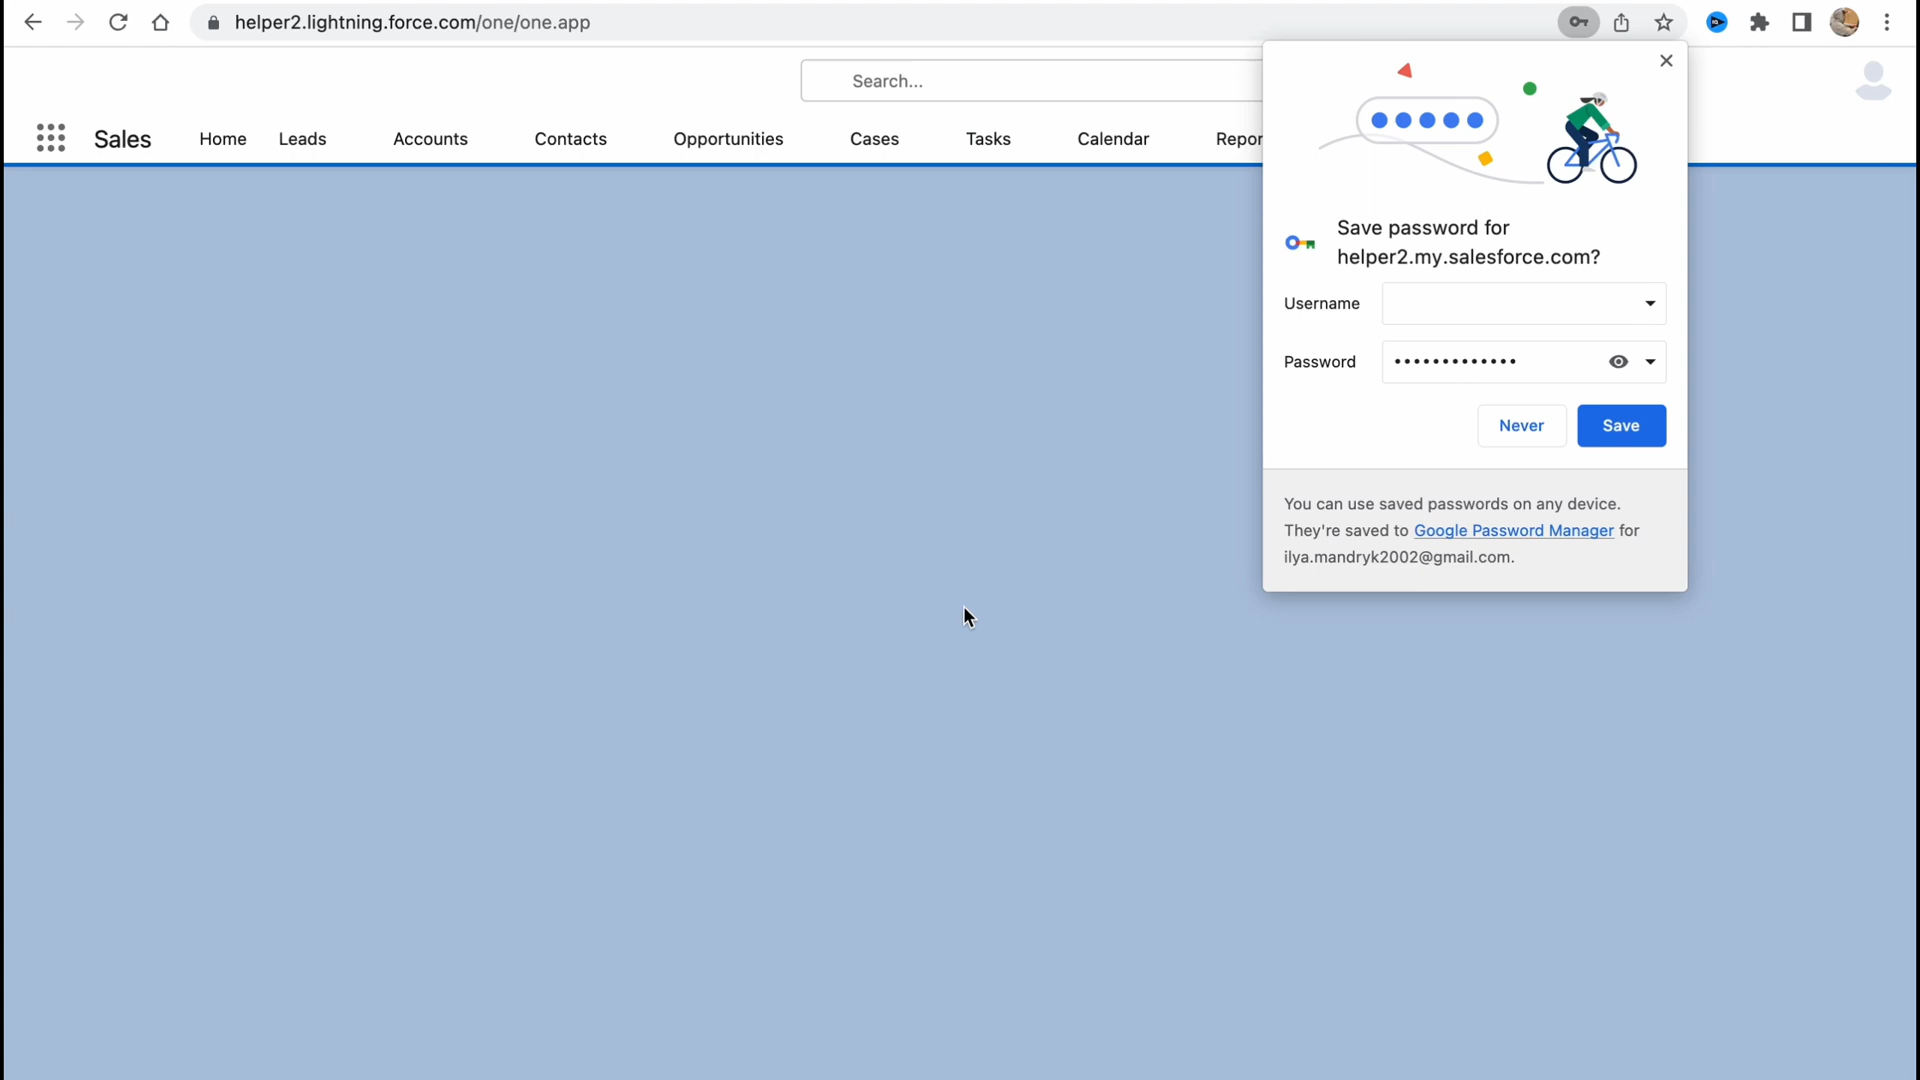 helper2.lightning.force.com/one/one.app
Search...
Sales Home Leads Accounts Contacts Opportunities Cases Tasks Calendar Repor
Save password for
helper2.my.salesforce.com?
Username
Password •••••••••••••
Never Save
You can use saved passwords on any device.
They're saved to Google Password Manager for
ilya.mandryk2002@gmail.com.